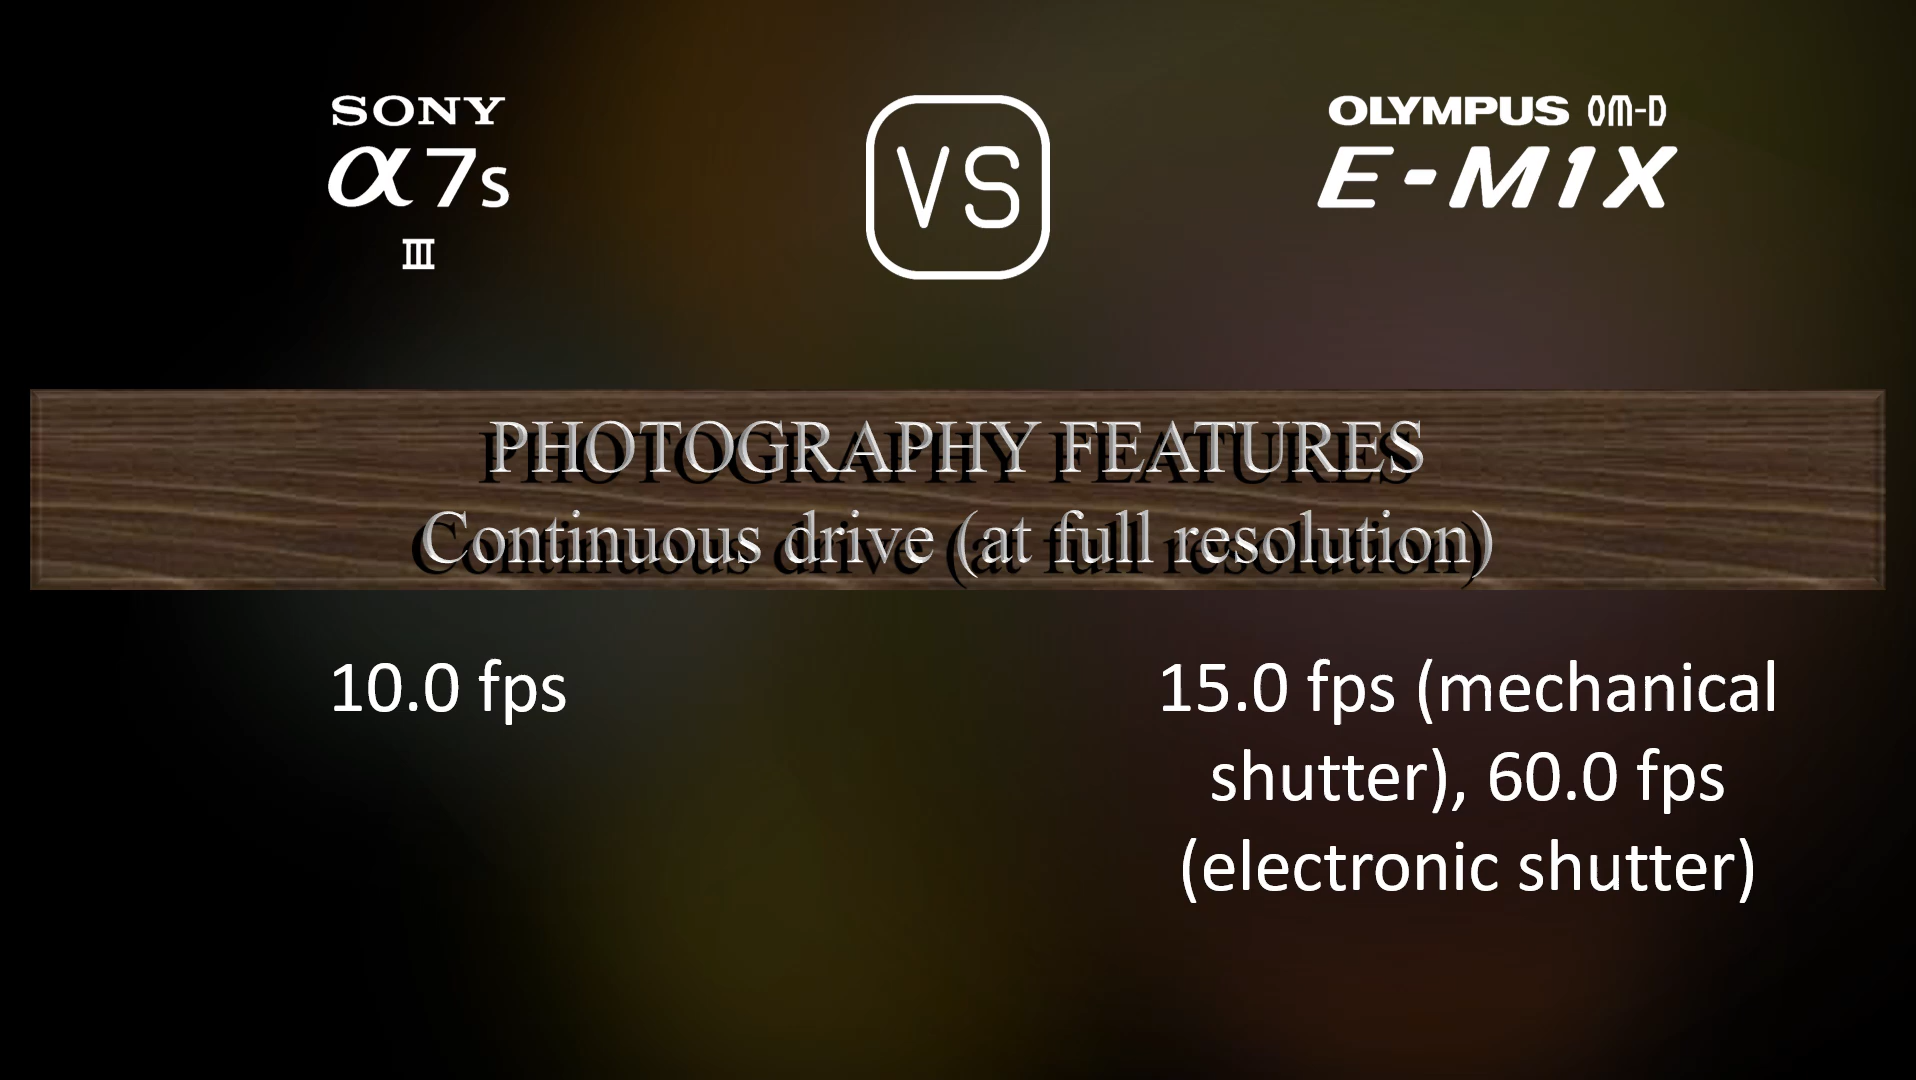 SONY
α7s
III
VS
OLYMPUS OM-D
E-M1X
PHOTOGRAPHY FEATURES
Continuous drive (at full resolution)
10.0 fps
15.0 fps (mechanical
shutter), 60.0 fps
(electronic shutter)